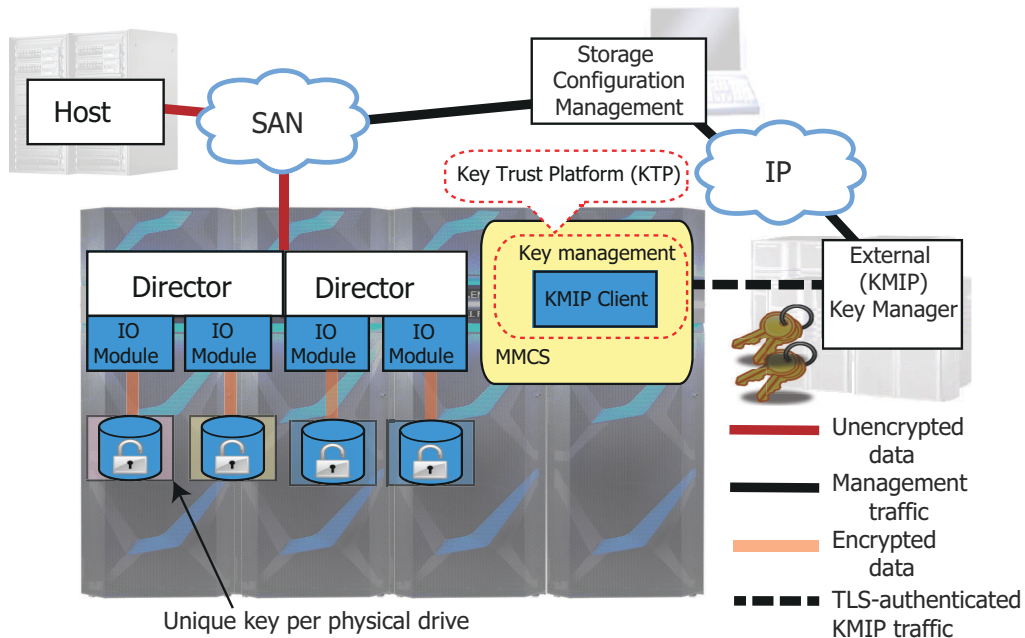 Host
SAN
Storage
Configuration
Management
IP
Key Trust Platform (KTP)
Key management
KMIP Client
MMCS
External
(KMIP)
Key Manager
Director
Director
IO
Module
IO
Module
IO
Module
IO
Module
Unencrypted
data
Management
traffic
Encrypted
data
TLS-authenticated
KMIP traffic
Unique key per physical drive